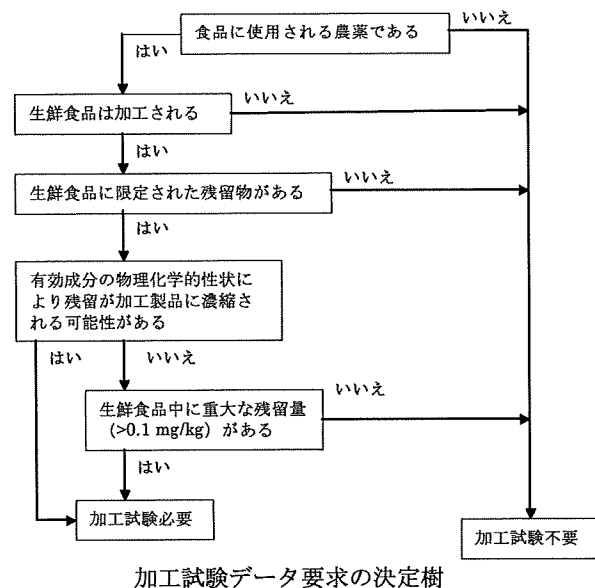 食品に使用される農薬である
はい
いいえ
生鮮食品は加工される
いいえ
はい
生鮮食品に限定された残留物がある
いいえ
はい
有効成分の物理化学的性状に
より残留が加工製品に濃縮さ
れる可能性がある
はい
いいえ
いいえ
生鮮食品中に重大な残留量
(>0.1 mg/kg) がある
はい
加工試験必要
加工試験不要
加工試験データ要求の決定樹